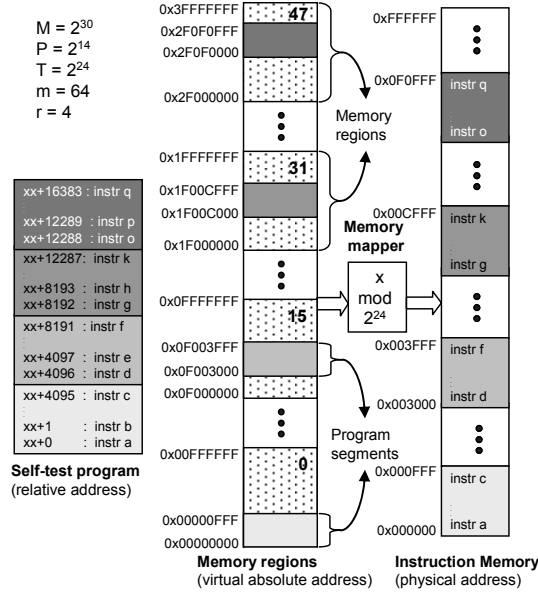 M = 2^30
P = 2^14
T = 2^24
m = 64
r = 4
xx+16383 : instr q
xx+12289 : instr p
xx+12288 : instr o
xx+12287: instr k
xx+8193 : instr h
xx+8192 : instr g
xx+8191 : instr f
xx+4097 : instr e
xx+4096 : instr d
xx+4095 : instr c
xx+1 : instr b
xx+0 : instr a
Self-test program
(relative address)
0x3FFFFFFF
47
0x2F0F0FFF
0x2F0F0000
0x2F000000
0x1FFFFFFF
31
0x1F00CFFF
0x1F00C000
0x1F000000
0x0FFFFFFF
15
0x0F003FFF
0x0F003000
0x0F000000
0x00FFFFFF
0
0x00000FFF
0x00000000
Memory regions
(virtual absolute address)
Memory
regions
Memory
mapper
x
mod
2^24
Program
segments
0xFFFFFF
0x0F0FFF
instr q
instr o
0x00CFFF
instr k
instr g
0x003FFF
instr f
0x003000
instr d
0x000FFF
instr c
0x000000
instr a
Instruction Memory
(physical address)